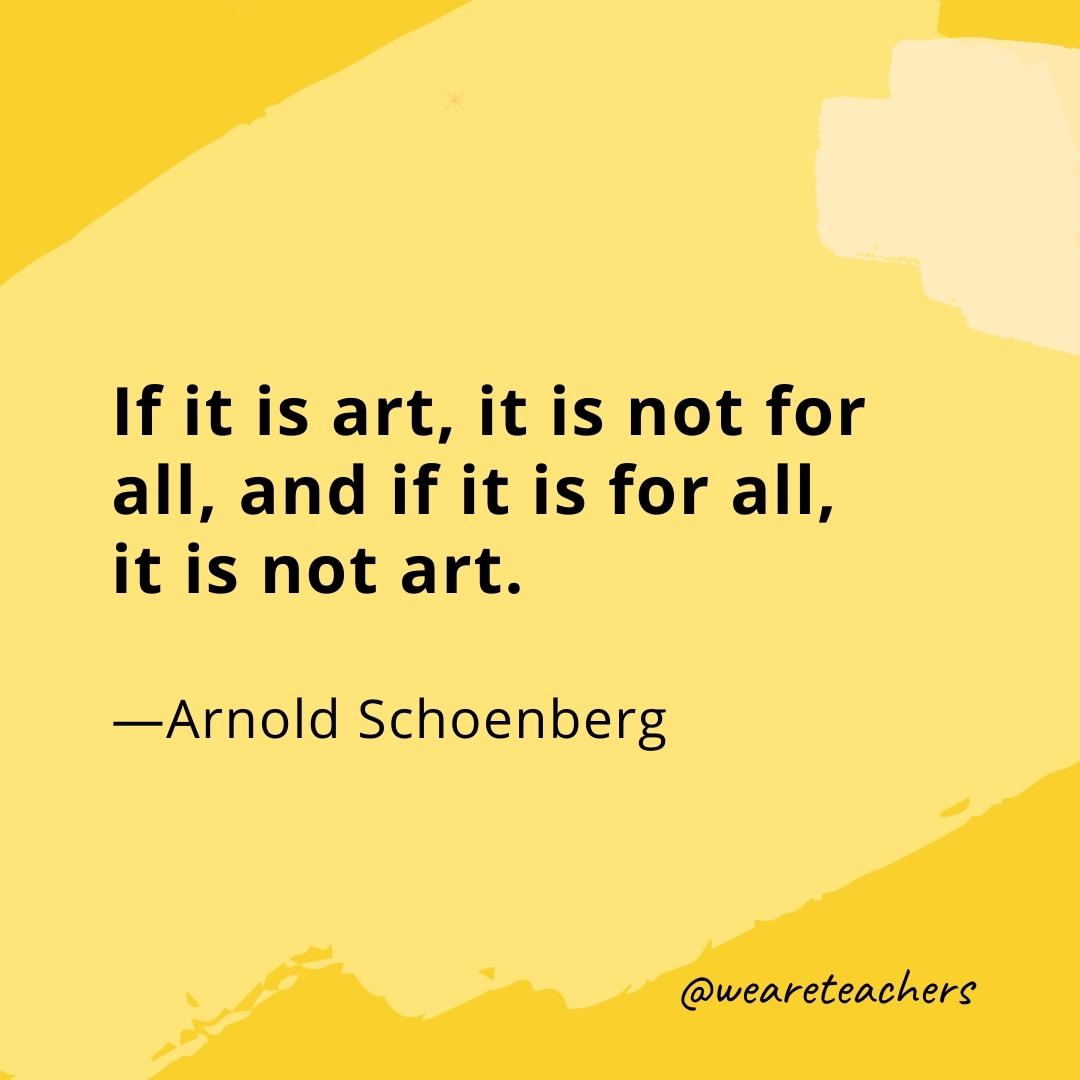 If it is art, it is not for
all, and if it is for all,
it is not art.
—Arnold Schoenberg
@weareteachers